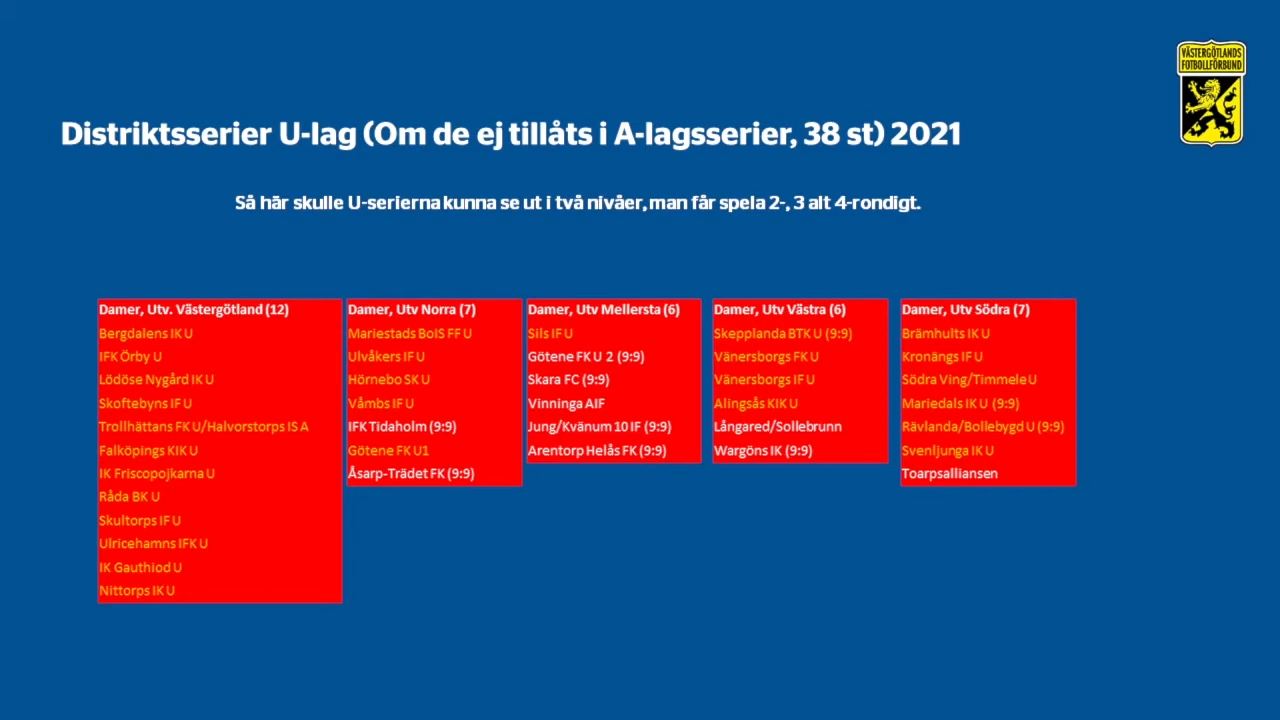 VÄSTERGÖTLANDS
FOTBOLLFÖRBUND
Distriktsserier U-lag (Om de ej tillåts i A-lagsserier, 38 st) 2021
Så här skulle U-serierna kunna se ut i två nivåer, man får spela 2-, 3 alt 4-rondigt.
Damer, Utv. Västergötland (12)
Bergdalens IK U
IFK Örby U
Lödöse Nygård IK U
Skoftebyns IF U
Trollhättans FK U/Halvorstorps IS A
Falköpings KIK U
IK Friscopojkarna U
Råda BK U
Skultorps IF U
Ulricehamns IFK U
IK Gauthiod U
Nittorps IK U
Damer, Utv Norra (7)
Mariestads BoIS FF U
Ulvåkers IF U
Hörnebo SK U
Våmbs IF U
IFK Tidaholm (9:9)
Götene FK U1
Åsarp-Trädet FK (9:9)
Damer, Utv Mellersta (6)
Sils IF U
Götene FK U 2 (9:9)
Skara FC (9:9)
Vinninga AIF
Jung/Kvänum 10 IF (9:9)
Arentorp Helås FK (9:9)
Damer, Utv Västra (6)
Skepplanda BTK U (9:9)
Vänersborgs FK U
Vänersborgs IF U
Alingsås KIK U
Långared/Sollebrunn
Wargöns IK (9:9)
Damer, Utv Södra (7)
Brämhults IK U
Kronängs IF U
Södra Ving/Timmele U
Mariedals IK U (9:9)
Rävlanda/Bollebygd U (9:9)
Svenljunga IK U
Toarpsalliansen